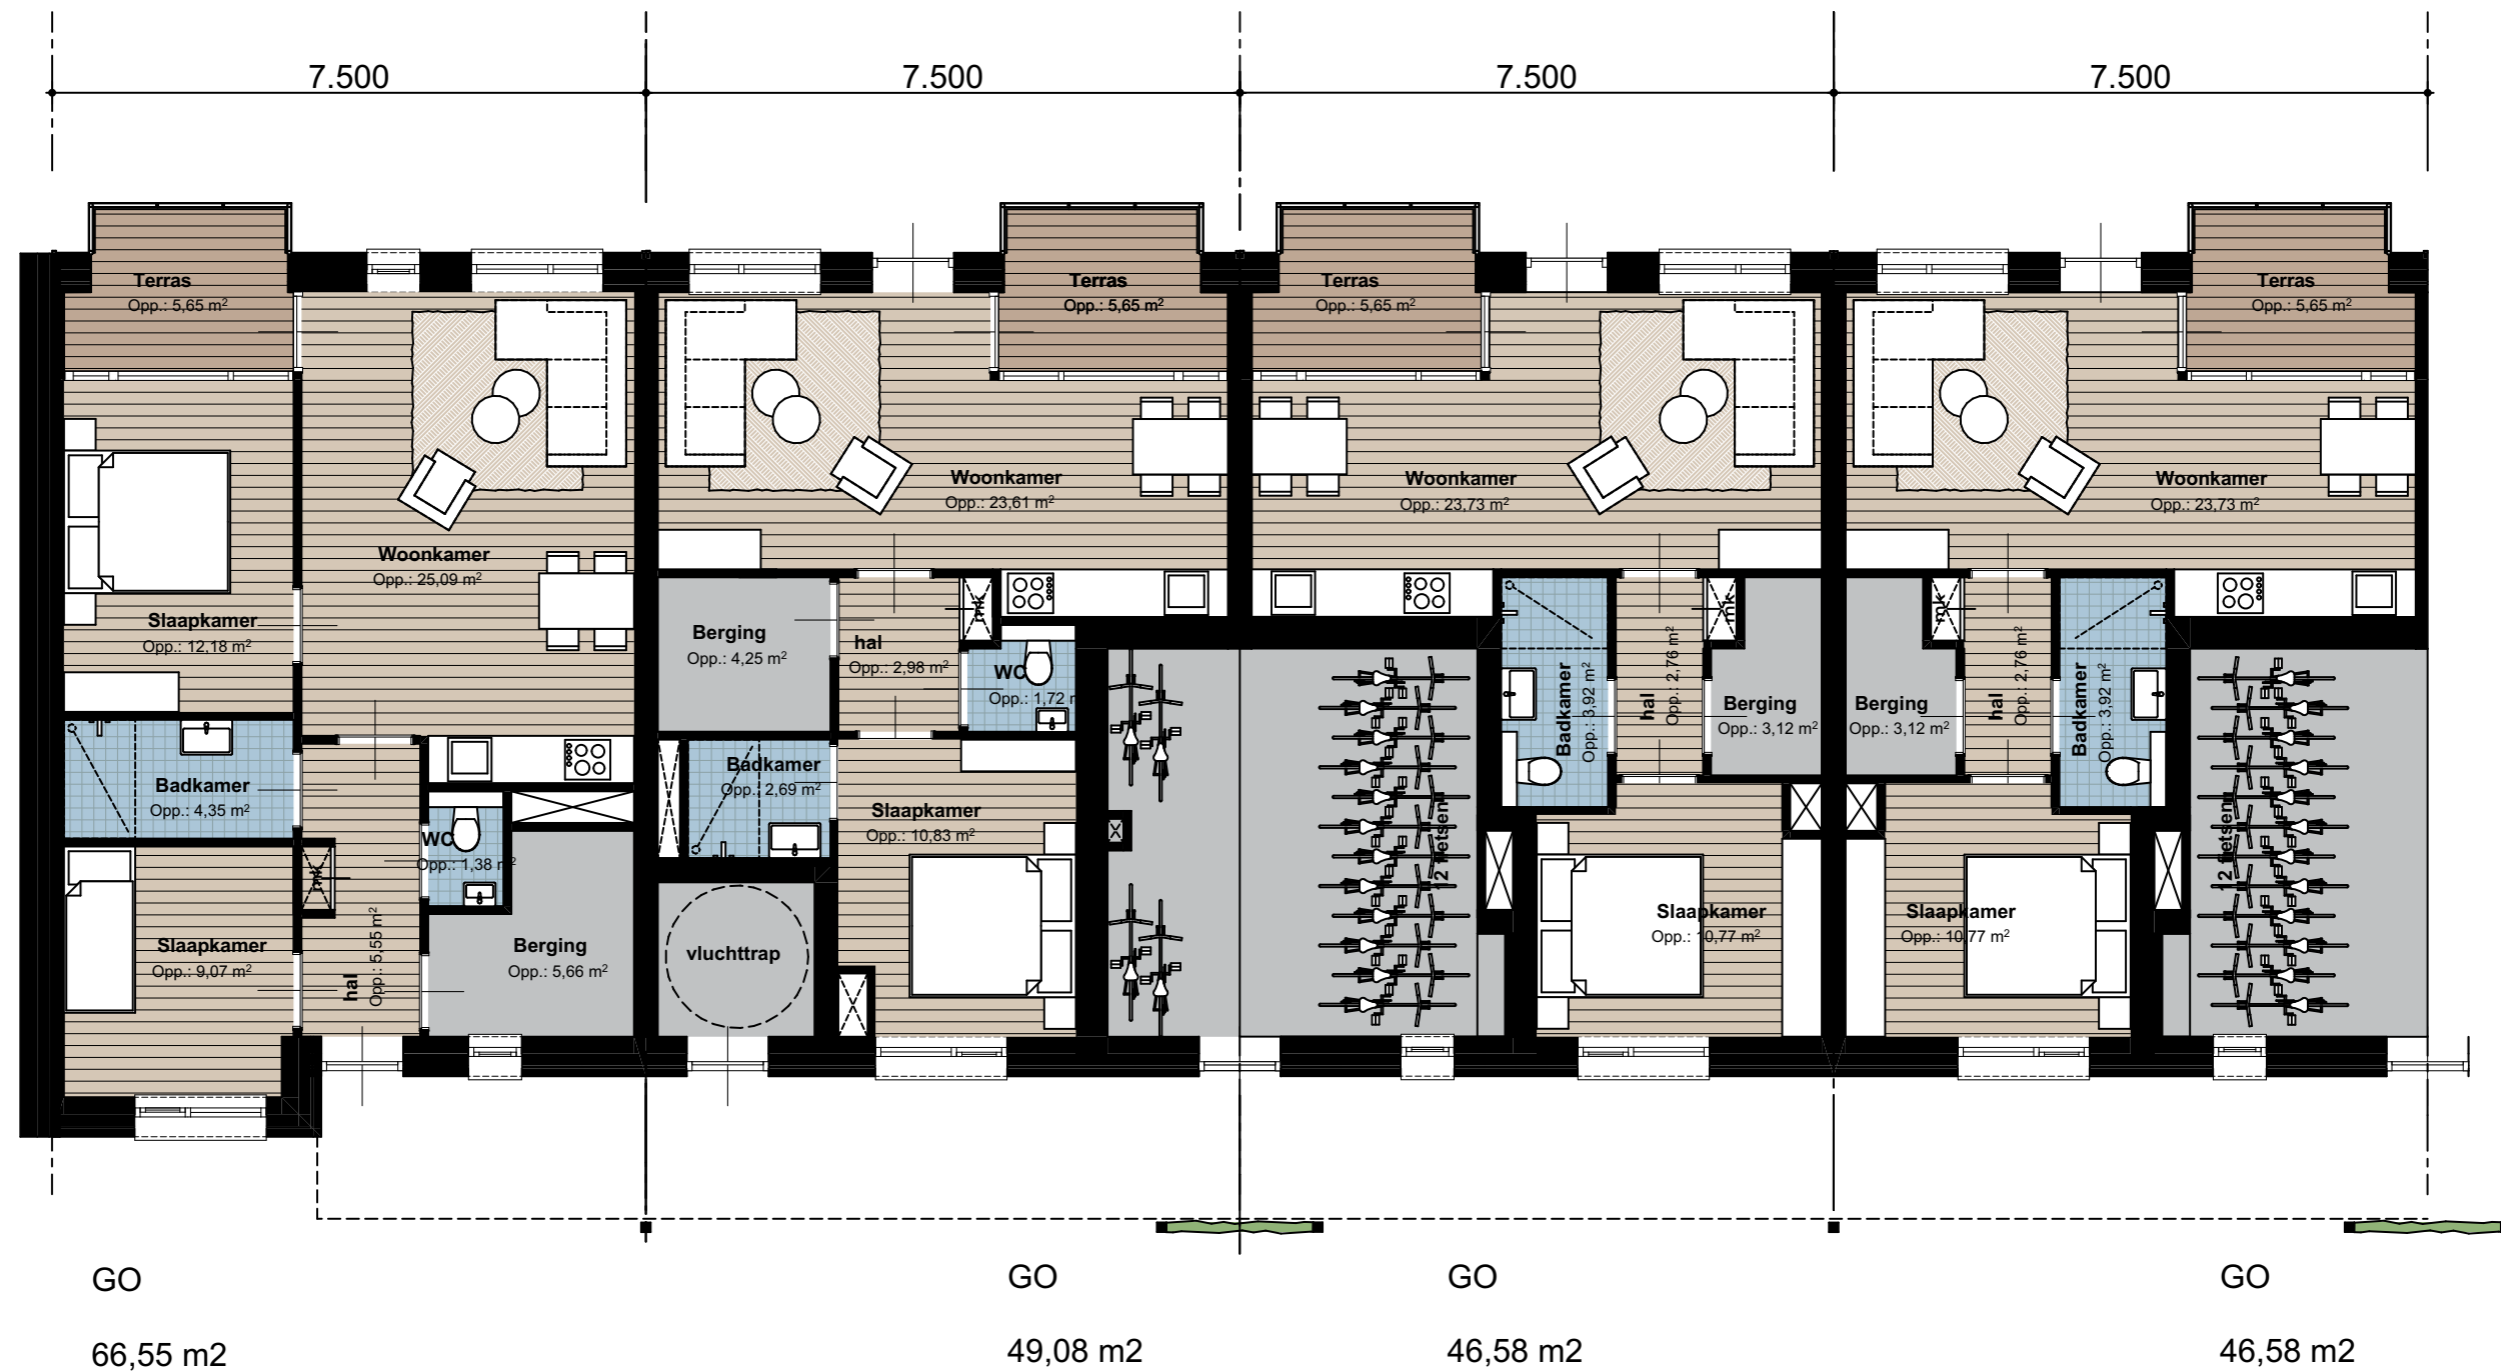 7.500
7.500
7.500
7.500
Terras
Opp.: 5,65 m²
Terras
Opp.: 5,65 m²
Terras
Opp.: 5,65 m²
Terras
Opp.: 5,65 m²
Woonkamer
Opp.: 25,09 m²
Woonkamer
Opp.: 23,61 m²
Woonkamer
Opp.: 23,73 m²
Woonkamer
Opp.: 23,73 m²
Slaapkamer
Opp.: 12,18 m²
Berging
Opp.: 4,25 m²
hal
Opp.: 2,98 m²
mk
WC
Opp.: 1,72 m
Badkamer
Opp.: 3,92 m²
hal
Opp.: 2,76 m²
mk
Berging
Opp.: 3,12 m²
Berging
Opp.: 3,12 m²
mk
hal
Opp.: 2,76 m²
Badkamer
Opp.: 3,92 m²
Badkamer
Opp.: 4,35 m²
WC
Opp.: 1,38 m²
Badkamer
Opp.: 2,69 m²
Slaapkamer
Opp.: 10,83 m²
12 fietsen
12 fietsen
mk
Slaapkamer
Opp.: 9,07 m²
hal
Opp.: 5,55 m²
Berging
Opp.: 5,66 m²
vluchttrap
Slaapkamer
Opp.: 10,77 m²
Slaapkamer
Opp.: 10,77 m²
GO
66,55 m2
GO
49,08 m2
GO
46,58 m2
GO
46,58 m2